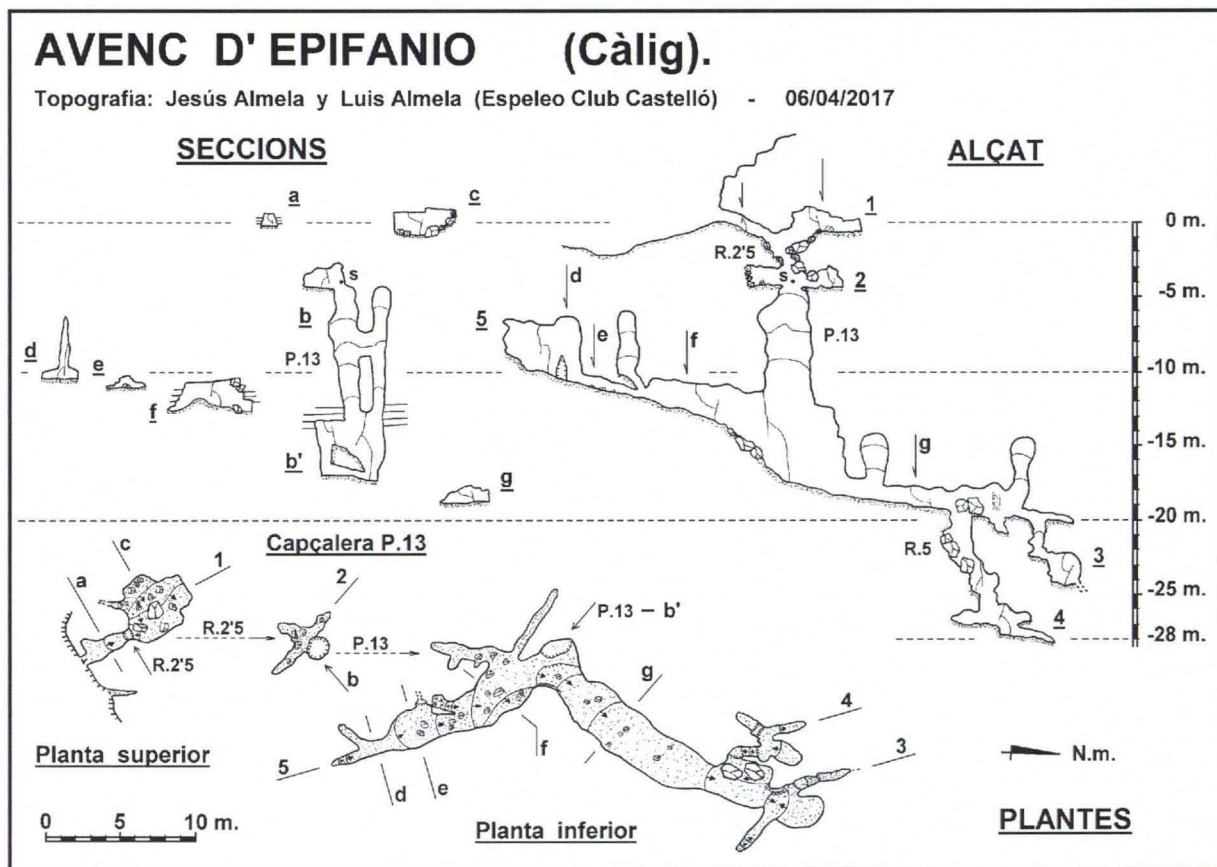 AVENC D' EPIFANIO (Càlig).
Topografia: Jesús Almela y Luis Almela (Espeleo Club Castelló) - 06/04/2017
SECCIONS
ALÇAT
a
c
1
0 m.
R.2'5
s
s
2
d
-5 m.
b
5
e
P.13
d
e
P.13
f
-10 m.
f
g
-15 m.
b'
g
-20 m.
R.5
3
Capçalera P.13
c
1
a
2
-25 m.
4
P.13 – b'
R.2'5
P.13
-28 m.
R.2'5
b
g
4
f
3
N.m.
Planta superior
5
d
e
0 5 10 m.
Planta inferior
PLANTES